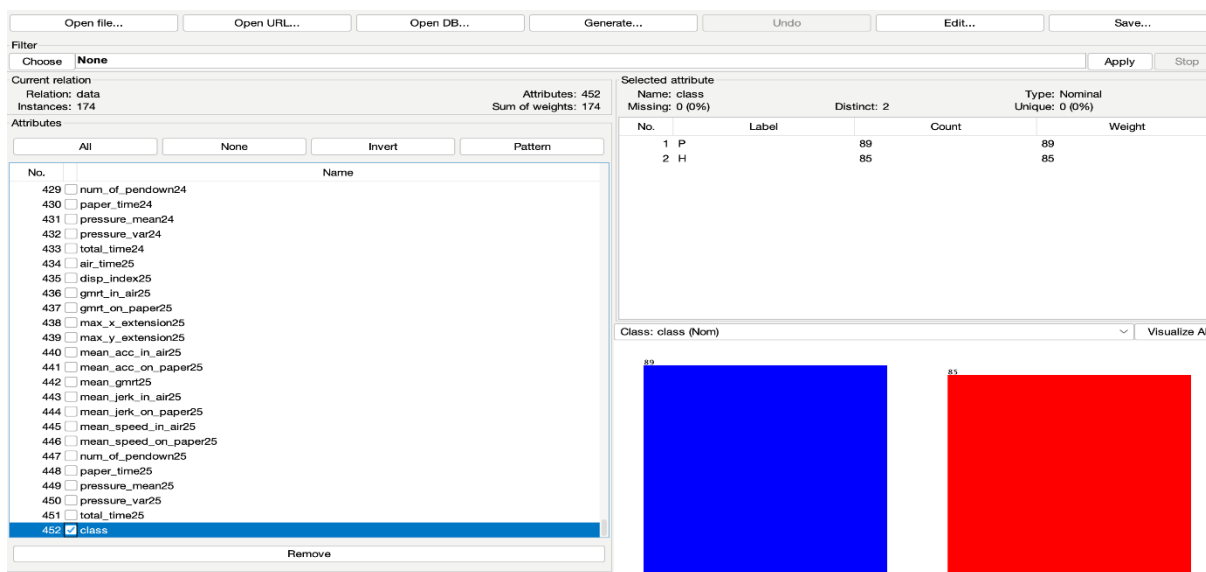 Open file... Open URL... Open DB... Generate... Undo Edit... Save...
Filter
Choose None Apply Stop
Current relation
Relation: data Attributes: 452
Instances: 174 Sum of weights: 174
Attributes
All None Invert Pattern
No. Name
429 num_of_pendown24
430 paper_time24
431 pressure_mean24
432 pressure_var24
433 total_time24
434 air_time25
435 disp_index25
436 gmrt_in_air25
437 gmrt_on_paper25
438 max_x_extension25
439 max_y_extension25
440 mean_acc_in_air25
441 mean_acc_on_paper25
442 mean_gmrt25
443 mean_jerk_in_air25
444 mean_jerk_on_paper25
445 mean_speed_in_air25
446 mean_speed_on_paper25
447 num_of_pendown25
448 paper_time25
449 pressure_mean25
450 pressure_var25
451 total_time25
452 class
Remove
Selected attribute
Name: class Type: Nominal
Missing: 0 (0%) Distinct: 2 Unique: 0 (0%)
No. Label Count Weight
1 P 89 89
2 H 85 85
Class: class (Nom) Visualize Al
89 85